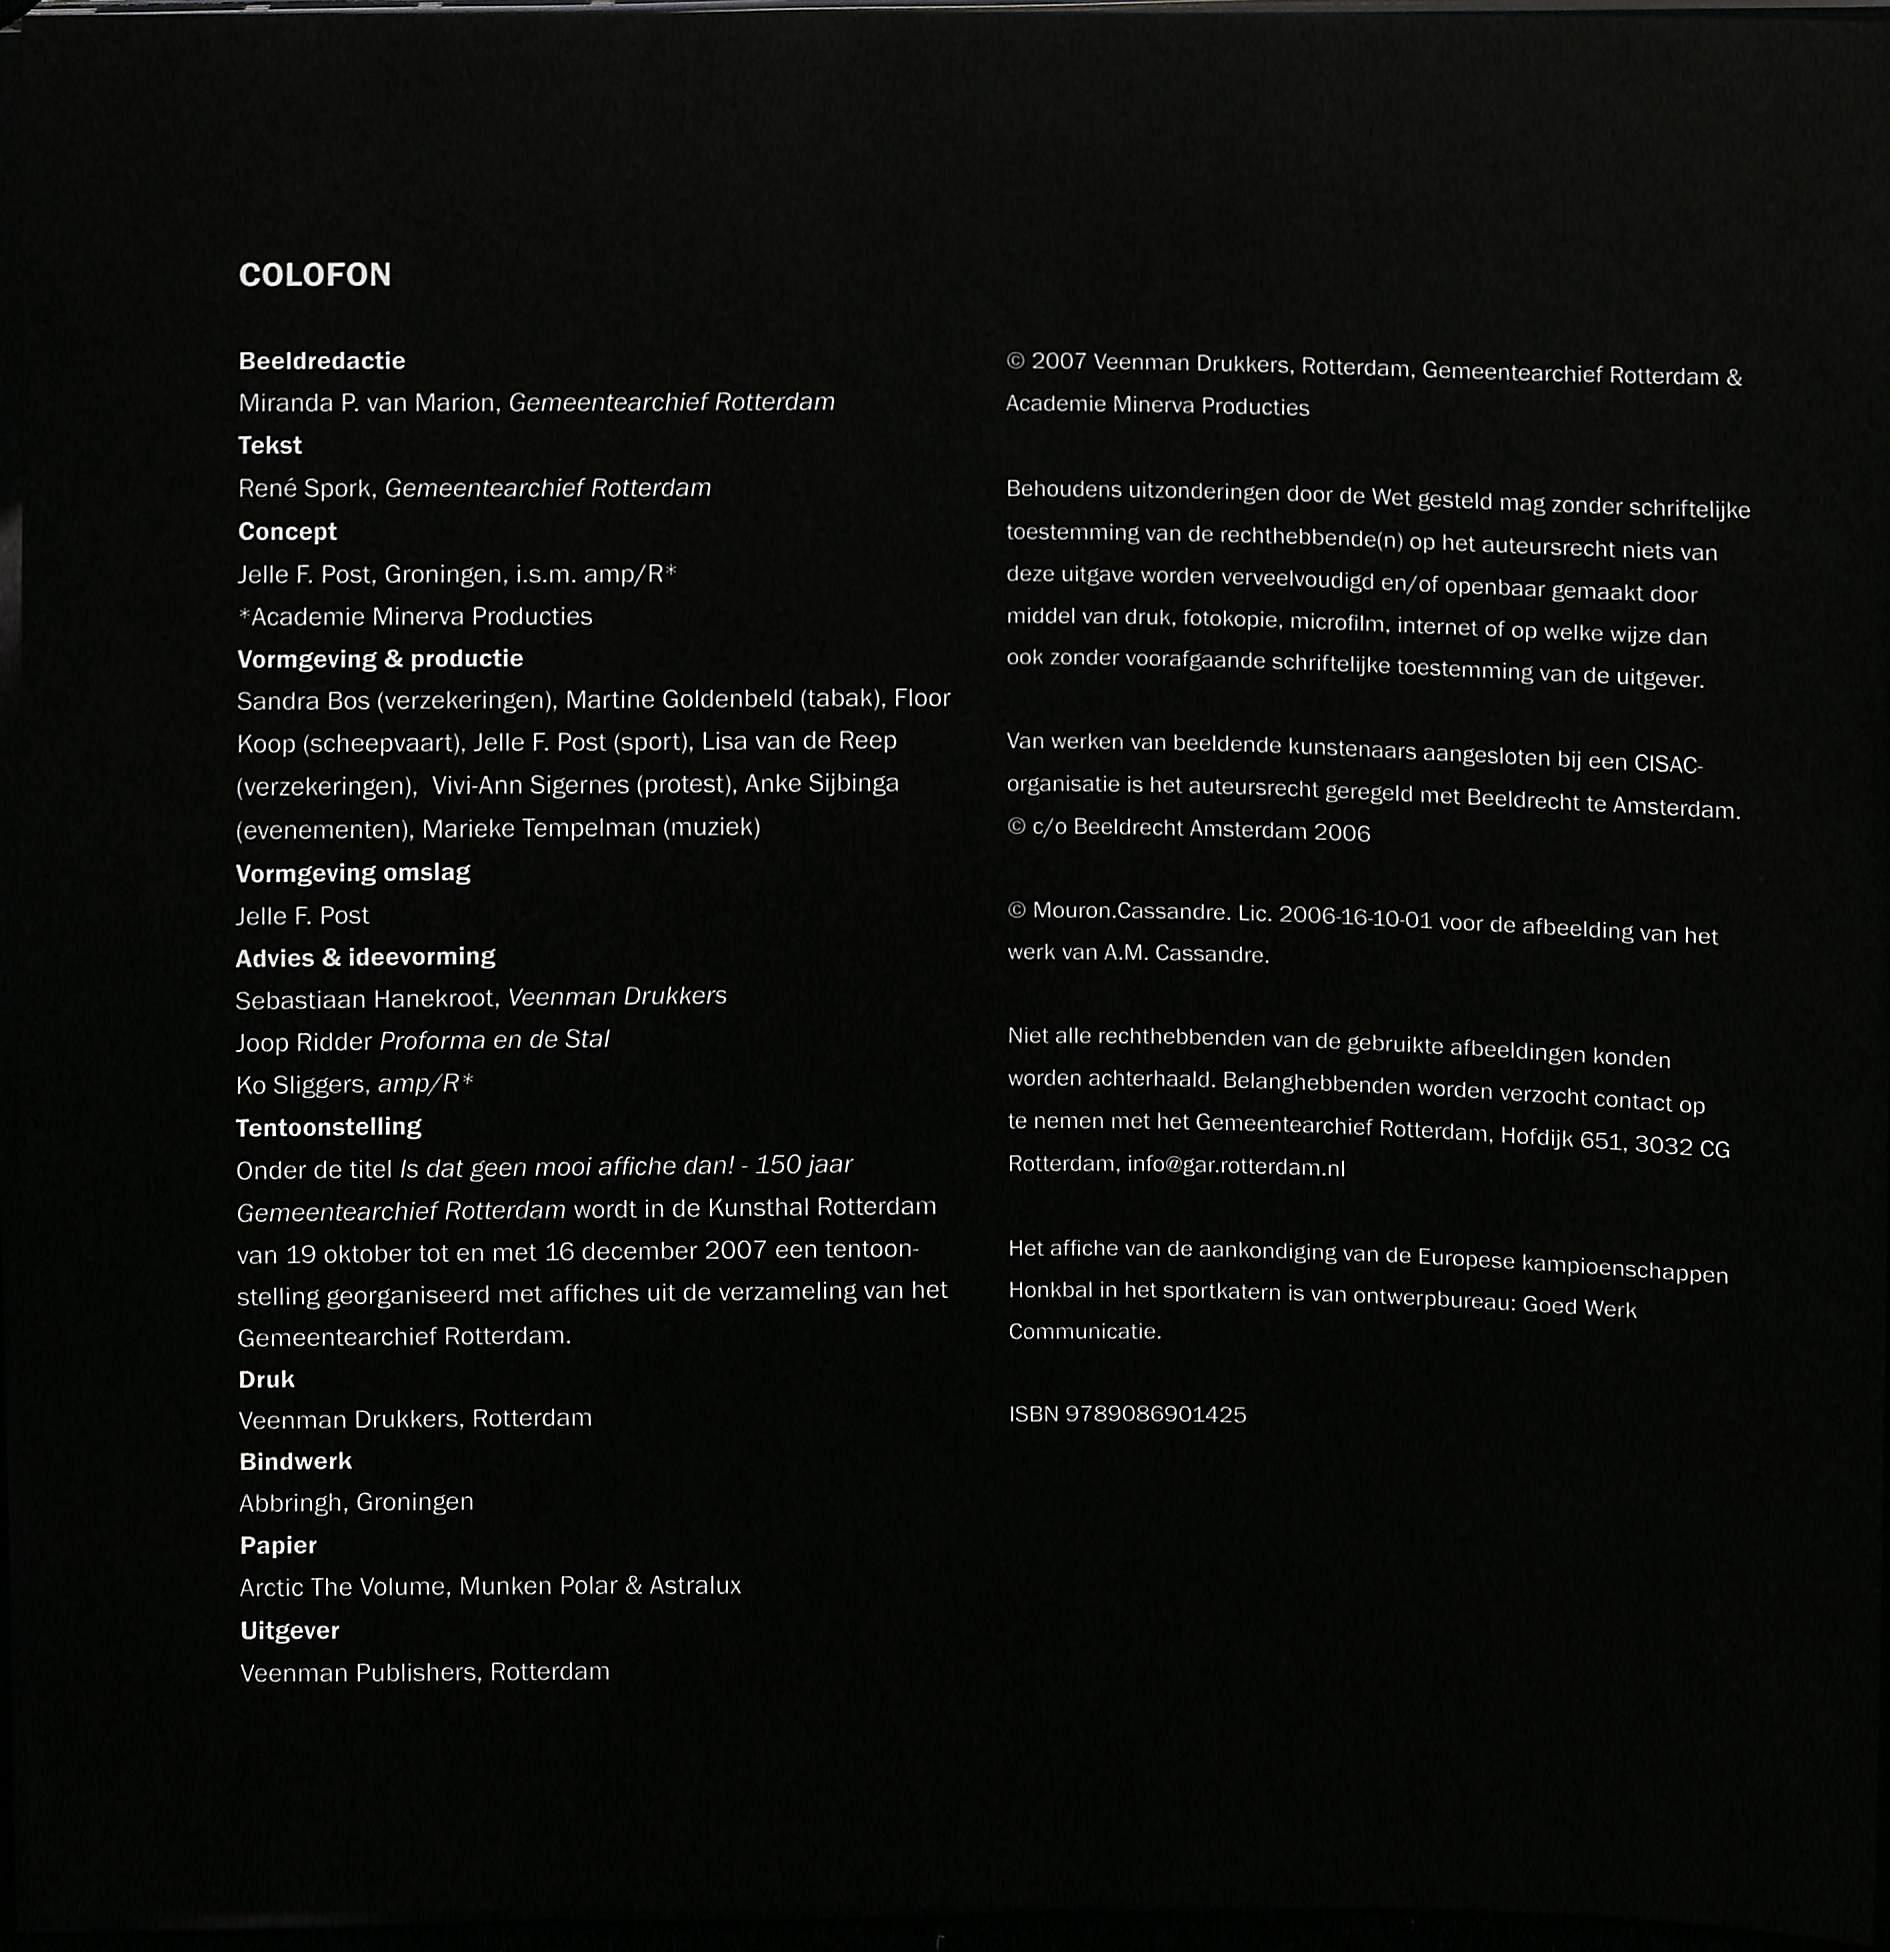 COLOFON
Beeldredactie
Miranda P. van Marion, Gemeentearchief Rotterdam
Tekst
René Spork, Gemeentearchief Rotterdam
Concept
Jelle F. Post, Groningen, i.s.m. amp/R*
*Academie Minerva Producties
Vormgeving & productie
Sandra Bos (verzekeringen), Martine Goldenbeld (tabak), Floor
Koop (scheepvaart), Jelle F. Post (sport), Lisa van de Reep
(verzekeringen), Vivi-Ann Sigernes (protest), Anke Sijbinga
(evenementen), Marieke Tempelman (muziek)
Vormgeving omslag
Jelle F. Post
Advies & ideevorming
Sebastiaan Hanekroot, Veenman Drukkers
Joop Ridder Proforma en de Stal
Ko Sliggers, amp/R*
Tentoonstelling
Onder de titel Is dat geen mooi affiche dan! - 150 jaar
Gemeentearchief Rotterdam wordt in de Kunsthal Rotterdam
van 19 oktober tot en met 16 december 2007 een tentoon-
stelling georganiseerd met affiches uit de verzameling van het
Gemeentearchief Rotterdam.
Druk
Veenman Drukkers, Rotterdam
Bindwerk
Abbringh, Groningen
Papier
Arctic The Volume, Munken Polar & Astralux
Uitgever
Veenman Publishers, Rotterdam
© 2007 Veenman Drukkers, Rotterdam, Gemeentearchief Rotterdam &
Academie Minerva Producties
Behoudens uitzonderingen door de Wet gesteld mag zonder schriftelijke
toestemming van de rechthebbende(n) op het auteursrecht niets van
deze uitgave worden verveelvoudigd en/of openbaar gemaakt door
middel van druk, fotokopie, microfilm, internet of op welke wijze dan
ook zonder voorafgaande schriftelijke toestemming van de uitgever.
Van werken van beeldende kunstenaars aangesloten bij een CISAC-
organisatie is het auteursrecht geregeld met Beeldrecht te Amsterdam.
© c/o Beeldrecht Amsterdam 2006
© Mouron.Cassandre. Lic. 2006-16-10-01 voor de afbeelding van het
werk van A.M. Cassandre.
Niet alle rechthebbenden van de gebruikte afbeeldingen konden
worden achterhaald. Belanghebbenden worden verzocht contact op
te nemen met het Gemeentearchief Rotterdam, Hofdijk 651, 3032 CG
Rotterdam, info@gar.rotterdam.nl
Het affiche van de aankondiging van de Europese kampioenschappen
Honkbal in het sportkatern is van ontwerpbureau: Goed Werk
Communicatie.
ISBN 9789086901425